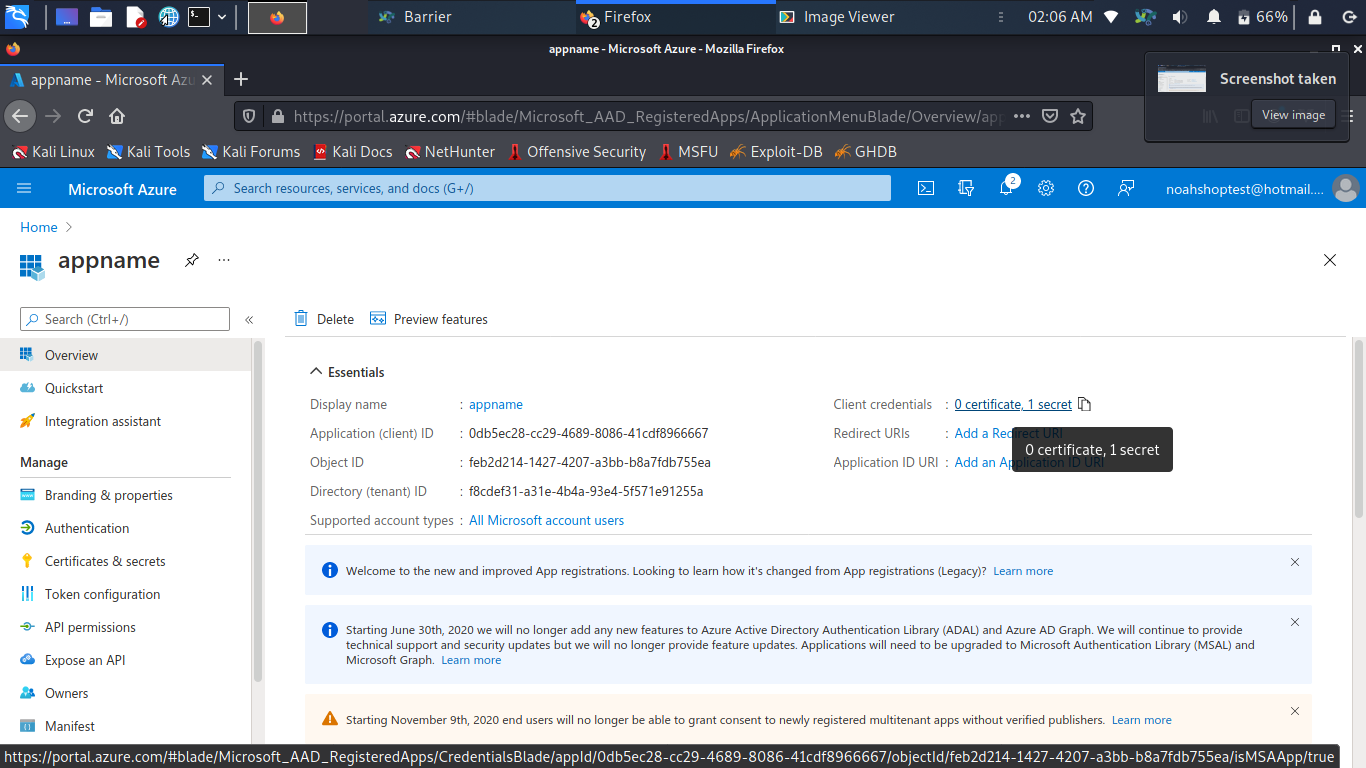 Barrier
2
Firefox
Image Viewer
02:06 AM
66%
appname - Microsoft Azure - Mozilla Firefox
appname - Microsoft Azu
Screenshot taken
View image
https://portal.azure.com/#blade/Microsoft_AAD_RegisteredApps/ApplicationMenuBlade/Overview/app
Kali Linux Kali Tools Kali Forums Kali Docs NetHunter Offensive Security MSFU Exploit-DB GHDB
Microsoft Azure
Search resources, services, and docs (G+/)
2
noahshoptest@hotmail....
Home
appname
Search (Ctrl+/)
«
Delete
Preview features
Overview
Quickstart
Integration assistant
Manage
Branding & properties
Authentication
Certificates & secrets
Token configuration
API permissions
Expose an API
Owners
Manifest
Essentials
Display name : appname
Application (client) ID : 0db5ec28-cc29-4689-8086-41cdf8966667
Object ID : feb2d214-1427-4207-a3bb-b8a7fdb755ea
Directory (tenant) ID : f8cdef31-a31e-4b4a-93e4-5f571e91255a
Supported account types : All Microsoft account users
Client credentials : 0 certificate, 1 secret
Redirect URIs : Add a Redirect URI
Application ID URI : Add an Application ID URI
0 certificate, 1 secret
Welcome to the new and improved App registrations. Looking to learn how it's changed from App registrations (Legacy)? Learn more
Starting June 30th, 2020 we will no longer add any new features to Azure Active Directory Authentication Library (ADAL) and Azure AD Graph. We will continue to provide
technical support and security updates but we will no longer provide feature updates. Applications will need to be upgraded to Microsoft Authentication Library (MSAL) and
Microsoft Graph. Learn more
Starting November 9th, 2020 end users will no longer be able to grant consent to newly registered multitenant apps without verified publishers. Learn more
https://portal.azure.com/#blade/Microsoft_AAD_RegisteredApps/CredentialsBlade/appId/0db5ec28-cc29-4689-8086-41cdf8966667/objectId/feb2d214-1427-4207-a3bb-b8a7fdb755ea/isMSAApp/true